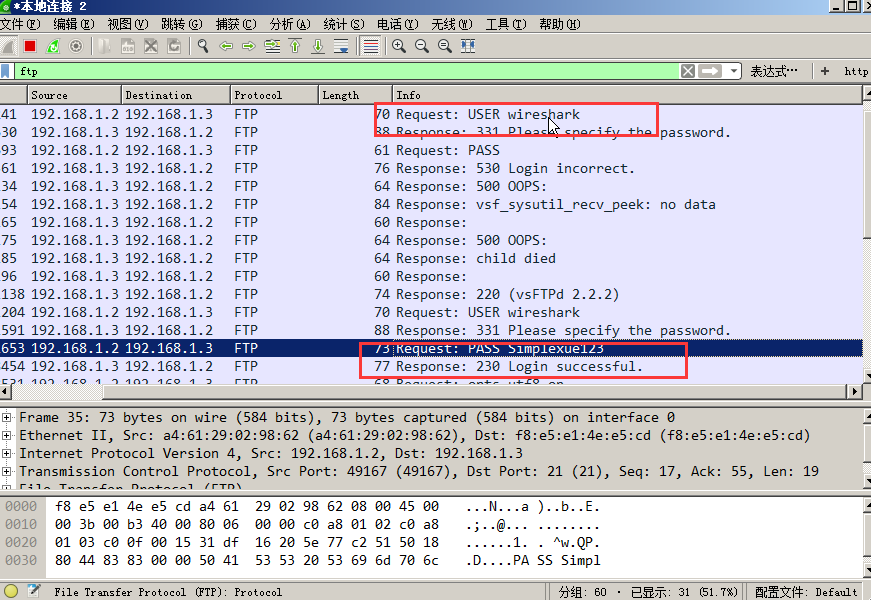 *本地连接 2
文件(F) 编辑(E) 视图(V) 跳转(G) 捕获(C) 分析(A) 统计(S) 电话(Y) 无线(W) 工具(T) 帮助(H)
ftp 表达式… + http
Source Destination Protocol Length Info
41 192.168.1.2 192.168.1.3 FTP 70 Request: USER wireshark
530 192.168.1.3 192.168.1.2 FTP 88 Response: 331 Please specify the password.
593 192.168.1.2 192.168.1.3 FTP 61 Request: PASS
61 192.168.1.3 192.168.1.2 FTP 76 Response: 530 Login incorrect.
34 192.168.1.3 192.168.1.2 FTP 64 Response: 500 OOPS:
54 192.168.1.3 192.168.1.2 FTP 84 Response: vsf_sysutil_recv_peek: no data
65 192.168.1.3 192.168.1.2 FTP 60 Response:
75 192.168.1.3 192.168.1.2 FTP 64 Response: 500 OOPS:
85 192.168.1.3 192.168.1.2 FTP 64 Response: child died
96 192.168.1.3 192.168.1.2 FTP 60 Response:
138 192.168.1.3 192.168.1.2 FTP 74 Response: 220 (vsFTPd 2.2.2)
204 192.168.1.2 192.168.1.3 FTP 70 Request: USER wireshark
591 192.168.1.3 192.168.1.2 FTP 88 Response: 331 Please specify the password.
653 192.168.1.2 192.168.1.3 FTP 73 Request: PASS Simplexue123
454 192.168.1.3 192.168.1.2 FTP 77 Response: 230 Login successful.
531 192.168.1.2 192.168.1.3 FTP 68 Request: opts utf8 on
Frame 35: 73 bytes on wire (584 bits), 73 bytes captured (584 bits) on interface 0
Ethernet II, Src: a4:61:29:02:98:62 (a4:61:29:02:98:62), Dst: f8:e5:e1:4e:e5:cd (f8:e5:e1:4e:e5:cd)
Internet Protocol Version 4, Src: 192.168.1.2, Dst: 192.168.1.3
Transmission Control Protocol, Src Port: 49167 (49167), Dst Port: 21 (21), Seq: 17, Ack: 55, Len: 19
File Transfer Protocol (FTP)
0000 f8 e5 e1 4e e5 cd a4 61 29 02 98 62 08 00 45 00 ...N...a )..b..E.
0010 00 3b 00 b3 40 00 80 06 00 00 c0 a8 01 02 c0 a8 .;..@... ........
0020 01 03 c0 0f 00 15 31 df 16 20 5e 77 c2 51 50 18 ......1. . ^w.QP.
0030 80 44 83 83 00 00 50 41 53 53 20 53 69 6d 70 6c .D....PA SS Simpl
File Transfer Protocol (FTP): Protocol 分组: 60 · 已显示: 31 (51.7%) 配置文件: Default